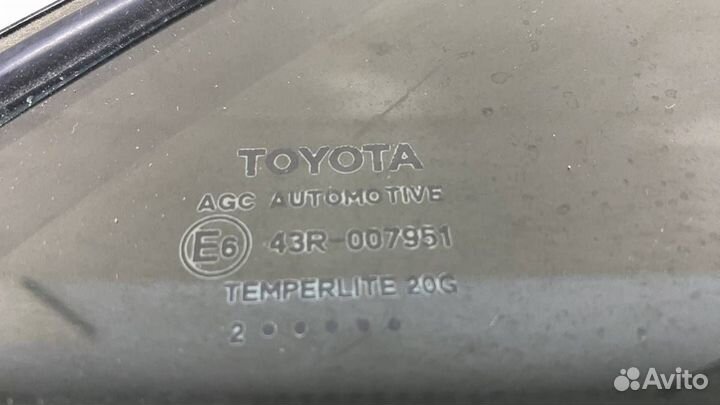 TOYOTA
AGC AUTOMOTIVE
E6 43R-007951
TEMPERLITE 20G
2 •••••
Avito